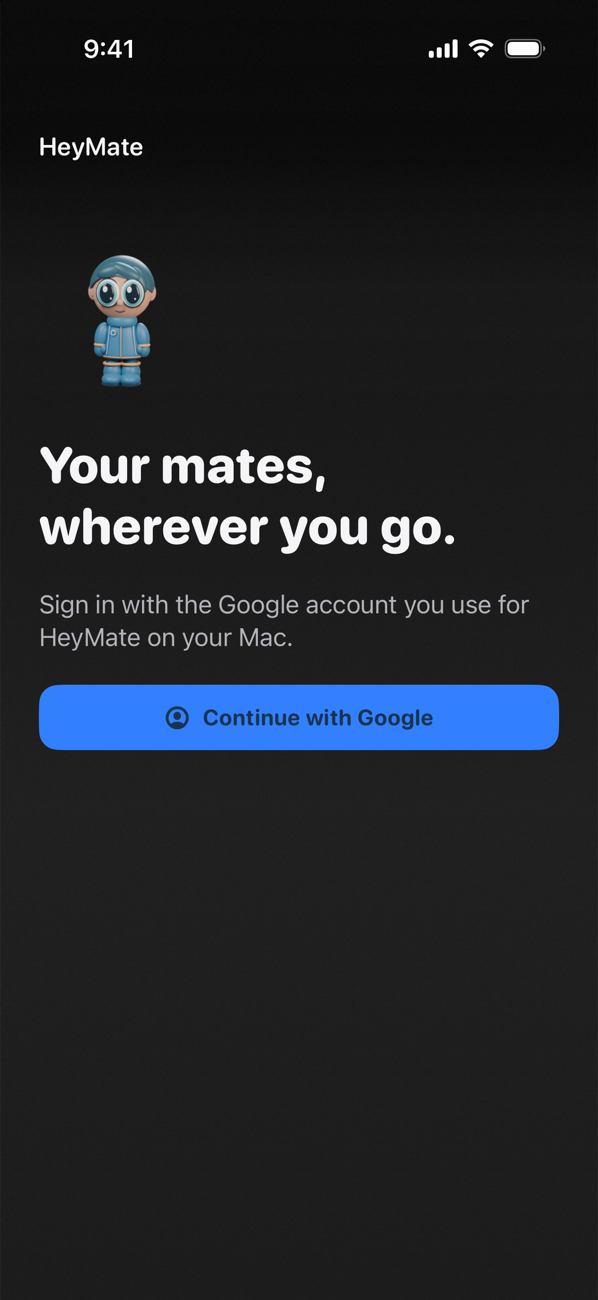 9:41
HeyMate
Your mates,
wherever you go.
Sign in with the Google account you use for
HeyMate on your Mac.
Continue with Google